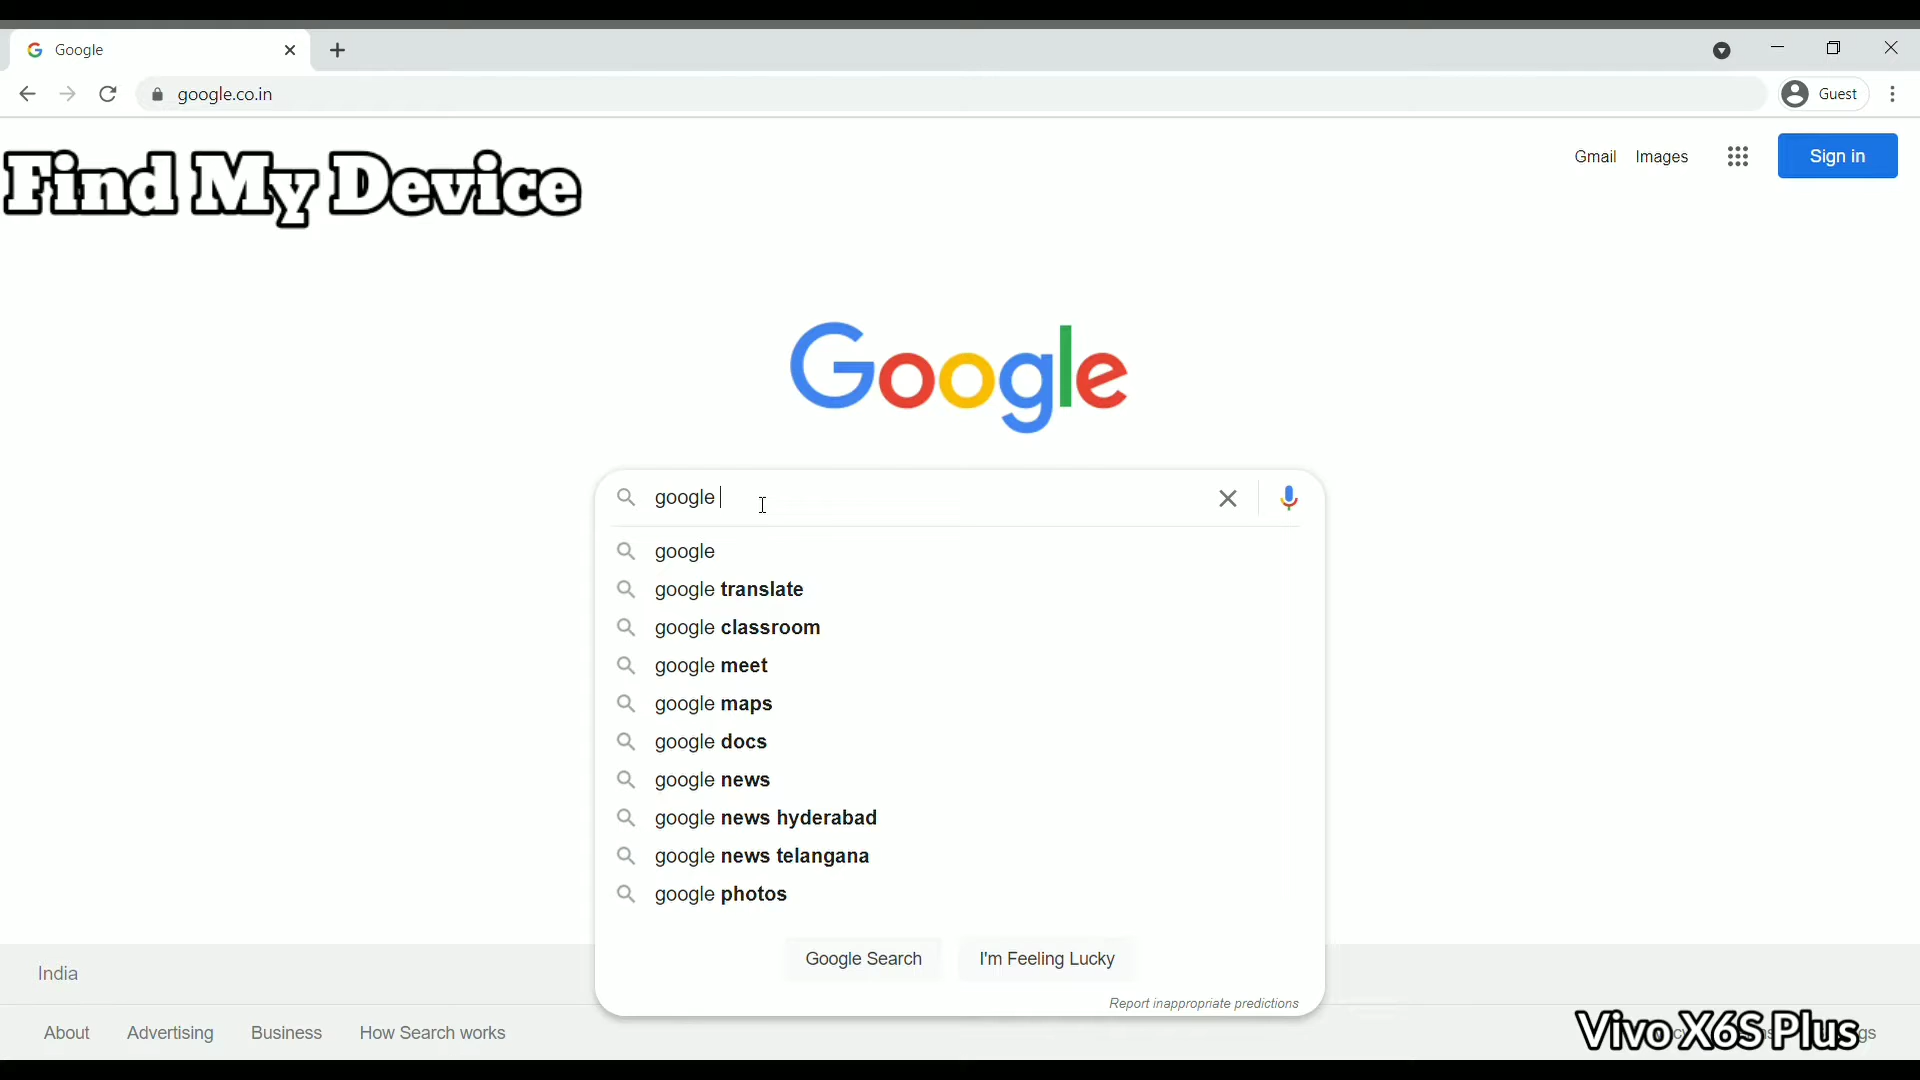 Google
google.co.in
Guest
Gmail Images
Sign in
Find My Device
Google
google
google
google translate
google classroom
google meet
google maps
google docs
google news
google news hyderabad
google news telangana
google photos
Google Search
I'm Feeling Lucky
Report inappropriate predictions
India
About
Advertising
Business
How Search works
Vivo X6S Plus